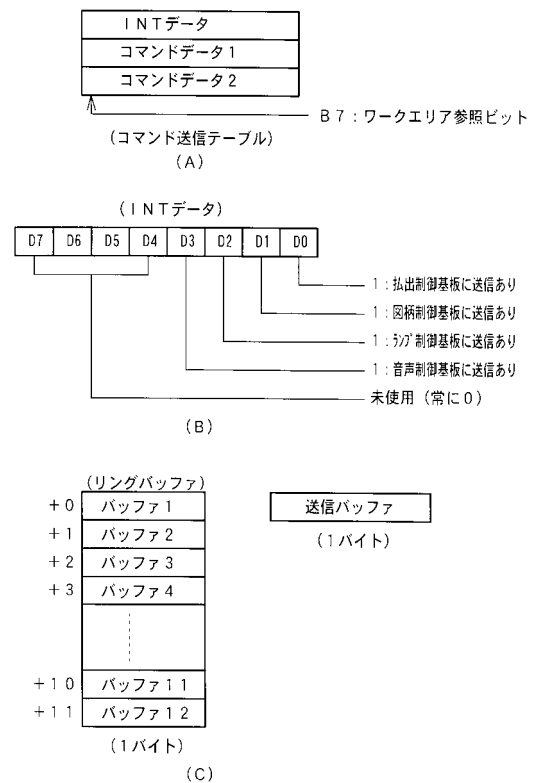 INTデータ
コマンドデータ1
コマンドデータ2
B7:ワークエリア参照ビット
(コマンド送信テーブル)
(A)
(INTデータ)
D7 D6 D5 D4 D3 D2 D1 D0
1:払出制御基板に送信あり
1:図柄制御基板に送信あり
1:ランプ制御基板に送信あり
1:音声制御基板に送信あり
未使用(常に0)
(B)
(リングバッファ)
+0 バッファ1
+1 バッファ2
+2 バッファ3
+3 バッファ4
+10 バッファ11
+11 バッファ12
(1バイト)
送信バッファ
(1バイト)
(C)